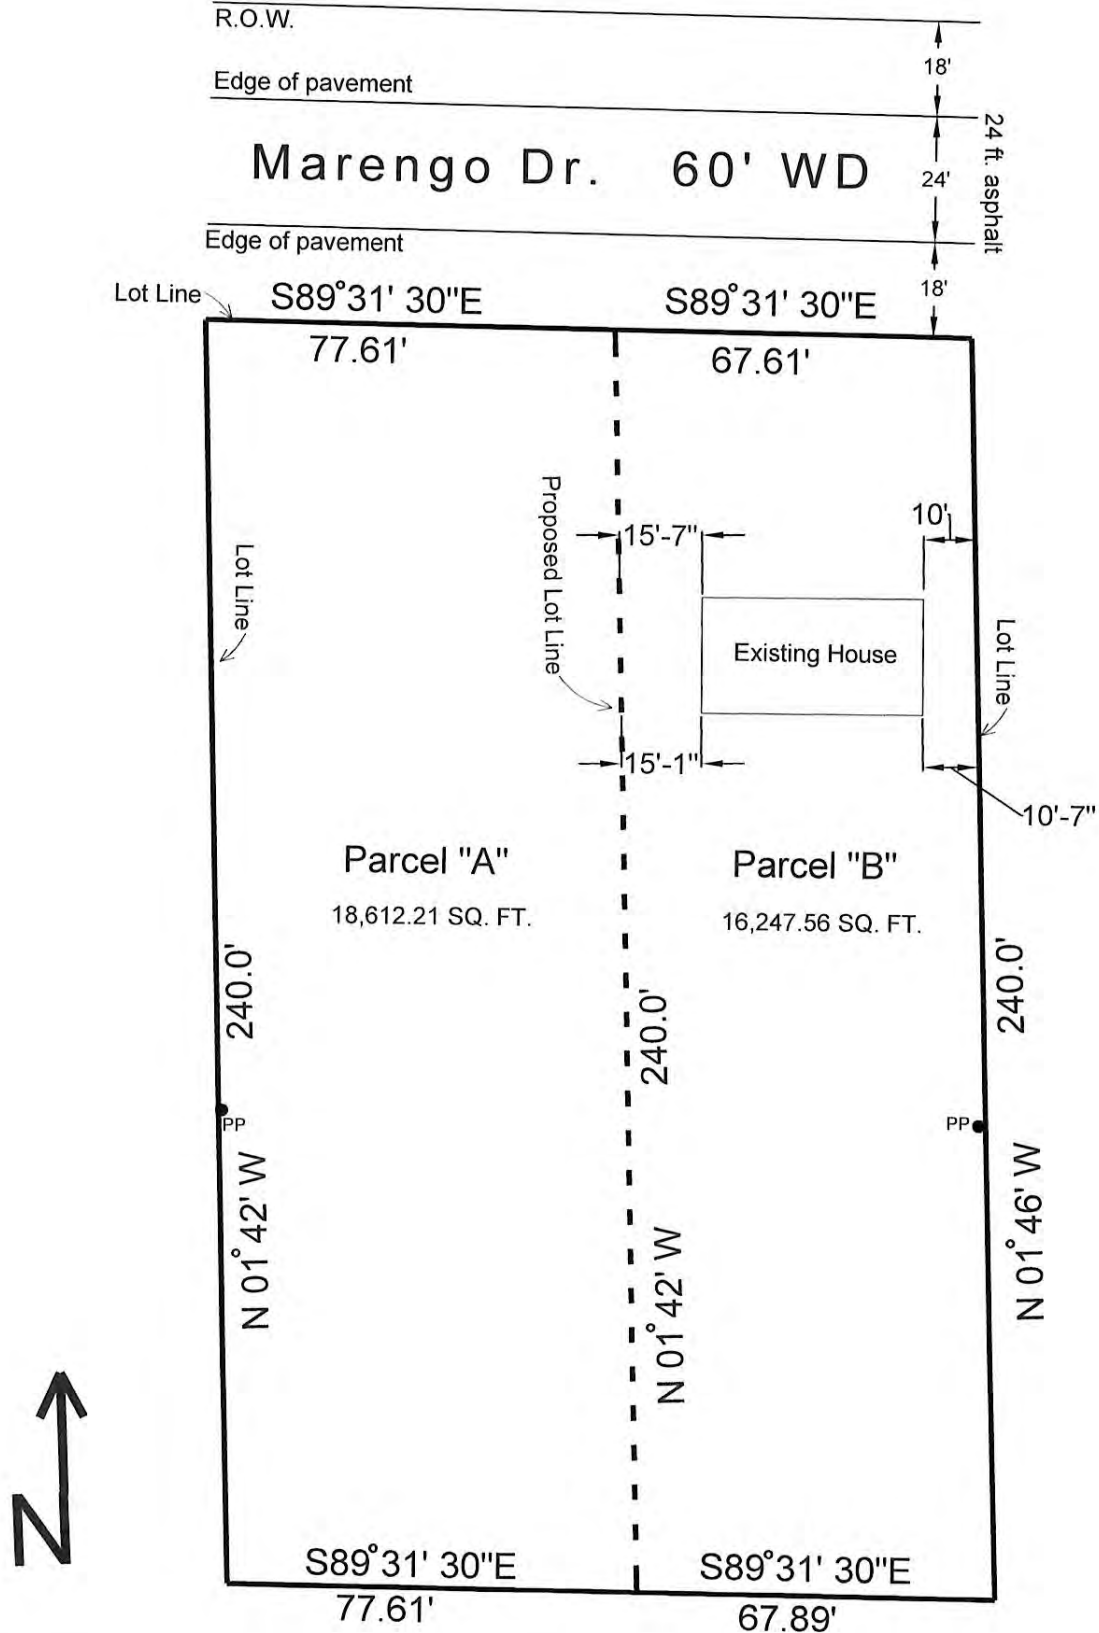 R.O.W.
18'
Edge of pavement
24 ft. asphalt
Marengo Dr. 60' WD
24'
Edge of pavement
18'
Lot Line
S89°31' 30"E
S89°31' 30"E
77.61'
67.61'
Proposed Lot Line
15'-7"
10'
Lot Line
Existing House
Lot Line
15'-1"
10'-7"
Parcel "A"
Parcel "B"
18,612.21 SQ. FT.
16,247.56 SQ. FT.
240.0'
240.0'
240.0'
PP
PP
N 01° 42' W
N 01° 42' W
N 01° 46' W
N
S89°31' 30"E
S89°31' 30"E
77.61'
67.89'